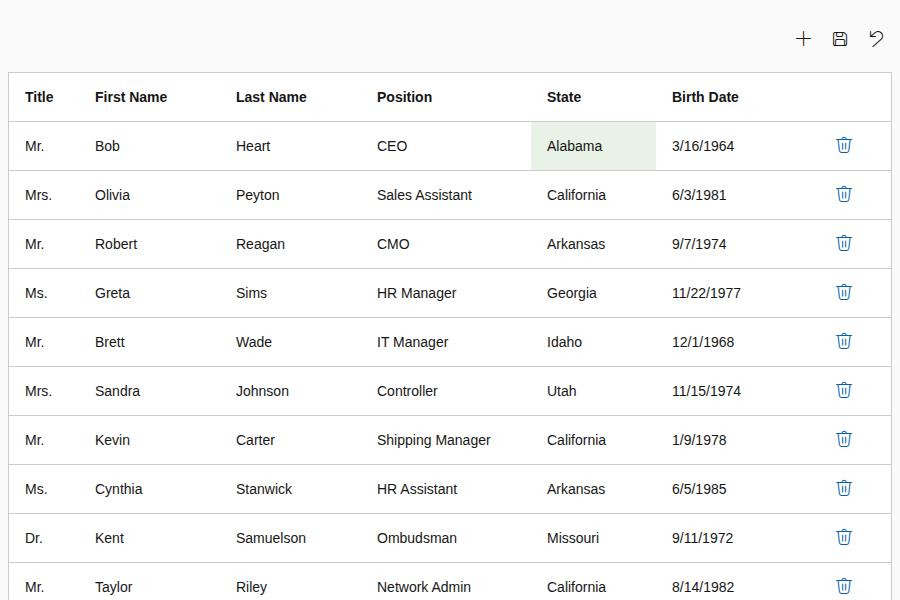 Title First Name Last Name Position State Birth Date
Mr. Bob Heart CEO Alabama 3/16/1964
Mrs. Olivia Peyton Sales Assistant California 6/3/1981
Mr. Robert Reagan CMO Arkansas 9/7/1974
Ms. Greta Sims HR Manager Georgia 11/22/1977
Mr. Brett Wade IT Manager Idaho 12/1/1968
Mrs. Sandra Johnson Controller Utah 11/15/1974
Mr. Kevin Carter Shipping Manager California 1/9/1978
Ms. Cynthia Stanwick HR Assistant Arkansas 6/5/1985
Dr. Kent Samuelson Ombudsman Missouri 9/11/1972
Mr. Taylor Riley Network Admin California 8/14/1982